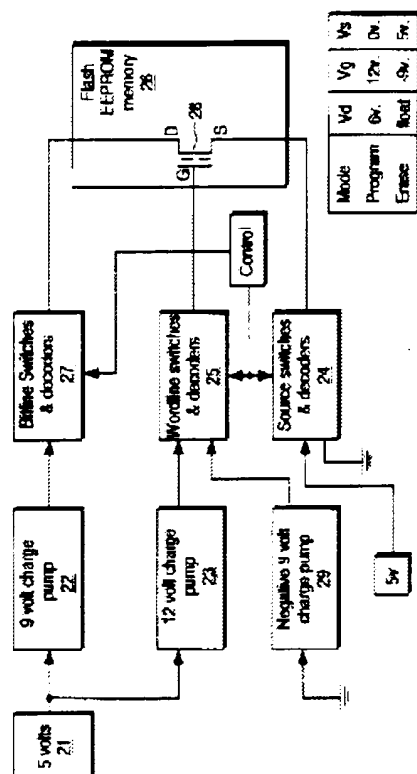 5 volts
21
9 volt charge
pump
22
12 volt charge
pump
23
Negative 9 volt
charge pump
29
5v
Bitline Switches
& decoders
27
Wordline switches
& decoders
25
Source switches
& decoders
24
Control
Flash
EEPROM
memory
26
D
G
S
28
Mode Vd Vg Vs
Program 6v. 12v. 0v.
Erase float -9v. 5v.